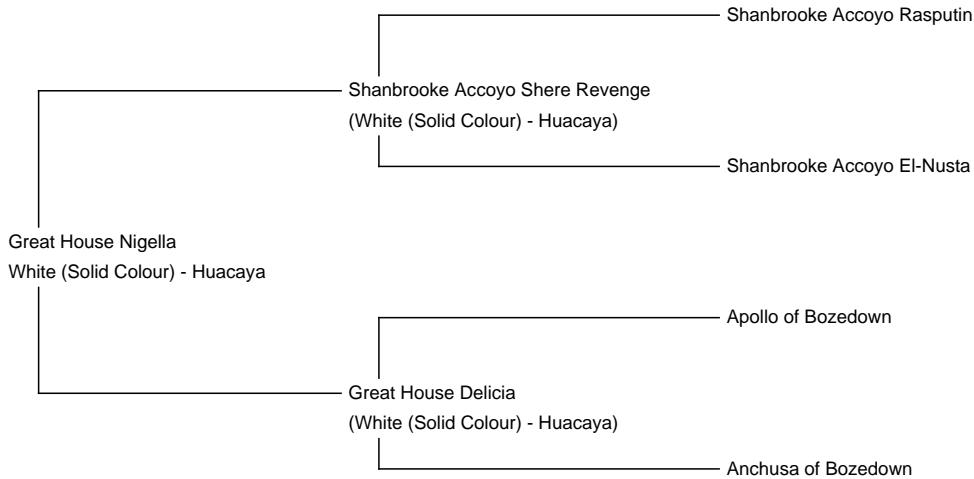 Shanbrooke Accoyo Rasputin
Shanbrooke Accoyo Shere Revenge
(White (Solid Colour) - Huacaya)
Shanbrooke Accoyo El-Nusta
Great House Nigella
White (Solid Colour) - Huacaya
Apollo of Bozedown
Great House Delicia
(White (Solid Colour) - Huacaya)
Anchusa of Bozedown